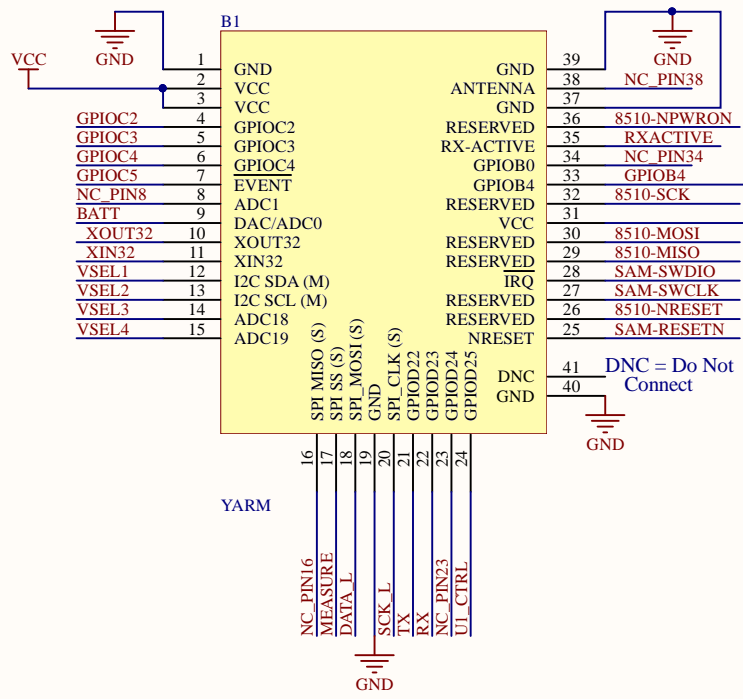 B1
GND
VCC
GND
1 GND
2 VCC
3 VCC
GPIOC2 4 GPIOC2
GPIOC3 5 GPIOC3
GPIOC4 6 GPIOC4
GPIOC5 7 EVENT
NC_PIN8 8 ADC1
BATT 9 DAC/ADC0
XOUT32 10 XOUT32
XIN32 11 XIN32
VSEL1 12 I2C SDA (M)
VSEL2 13 I2C SCL (M)
VSEL3 14 ADC18
VSEL4 15 ADC19
GND 39
ANTENNA 38 NC_PIN38
GND 37
RESERVED 36 8510-NPWRON
RX-ACTIVE 35 RXACTIVE
GPIOB0 34 NC_PIN34
GPIOB4 33 GPIOB4
RESERVED 32 8510-SCK
VCC 31
RESERVED 30 8510-MOSI
RESERVED 29 8510-MISO
IRQ 28 SAM-SWDIO
RESERVED 27 SAM-SWCLK
RESERVED 26 8510-NRESET
NRESET 25 SAM-RESETN
DNC 41 DNC = Do Not
Connect
GND 40
GND
SPI MISO (S) 16 NC_PIN16
SPI SS (S) 17 MEASURE
SPI_MOSI (S) 18 DATA_L
GND 19
SPI_CLK (S) 20 SCK_L
GPIOD22 21 TX
GPIOD23 22 RX
GPIOD24 23 NC_PIN23
GPIOD25 24 U1_CTRL
YARM
GND